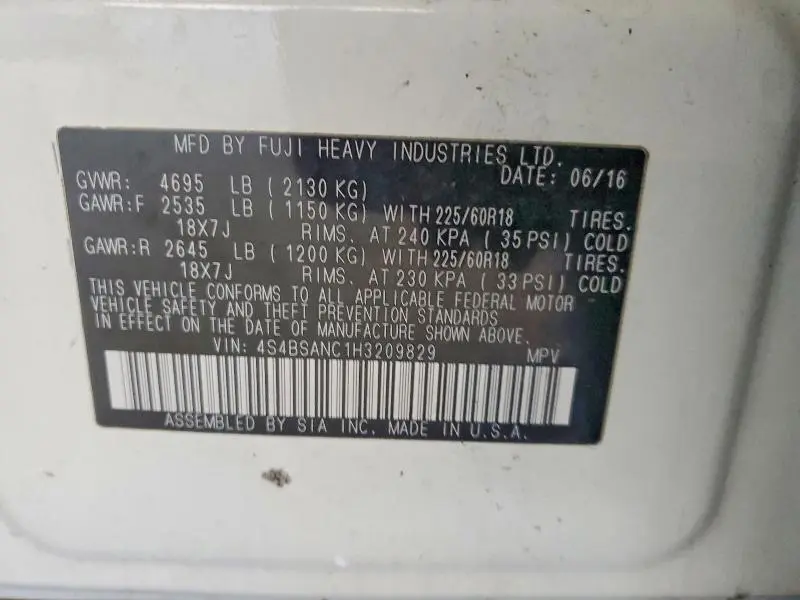 MFD BY FUJI HEAVY INDUSTRIES LTD.
DATE: 06/16
GVWR: 4695 LB ( 2130 KG)
GAWR:F 2535 LB ( 1150 KG) WITH 225/60R18 TIRES.
18X7J RIMS. AT 240 KPA ( 35 PSI) COLD
GAWR:R 2645 LB ( 1200 KG) WITH 225/60R18 TIRES.
18X7J RIMS. AT 230 KPA ( 33 PSI) COLD
THIS VEHICLE CONFORMS TO ALL APPLICABLE FEDERAL MOTOR
VEHICLE SAFETY AND THEFT PREVENTION STANDARDS
IN EFFECT ON THE DATE OF MANUFACTURE SHOWN ABOVE.
VIN: 4S4BSANC1H3209829 MPV
ASSEMBLED BY SIA INC. MADE IN U.S.A.